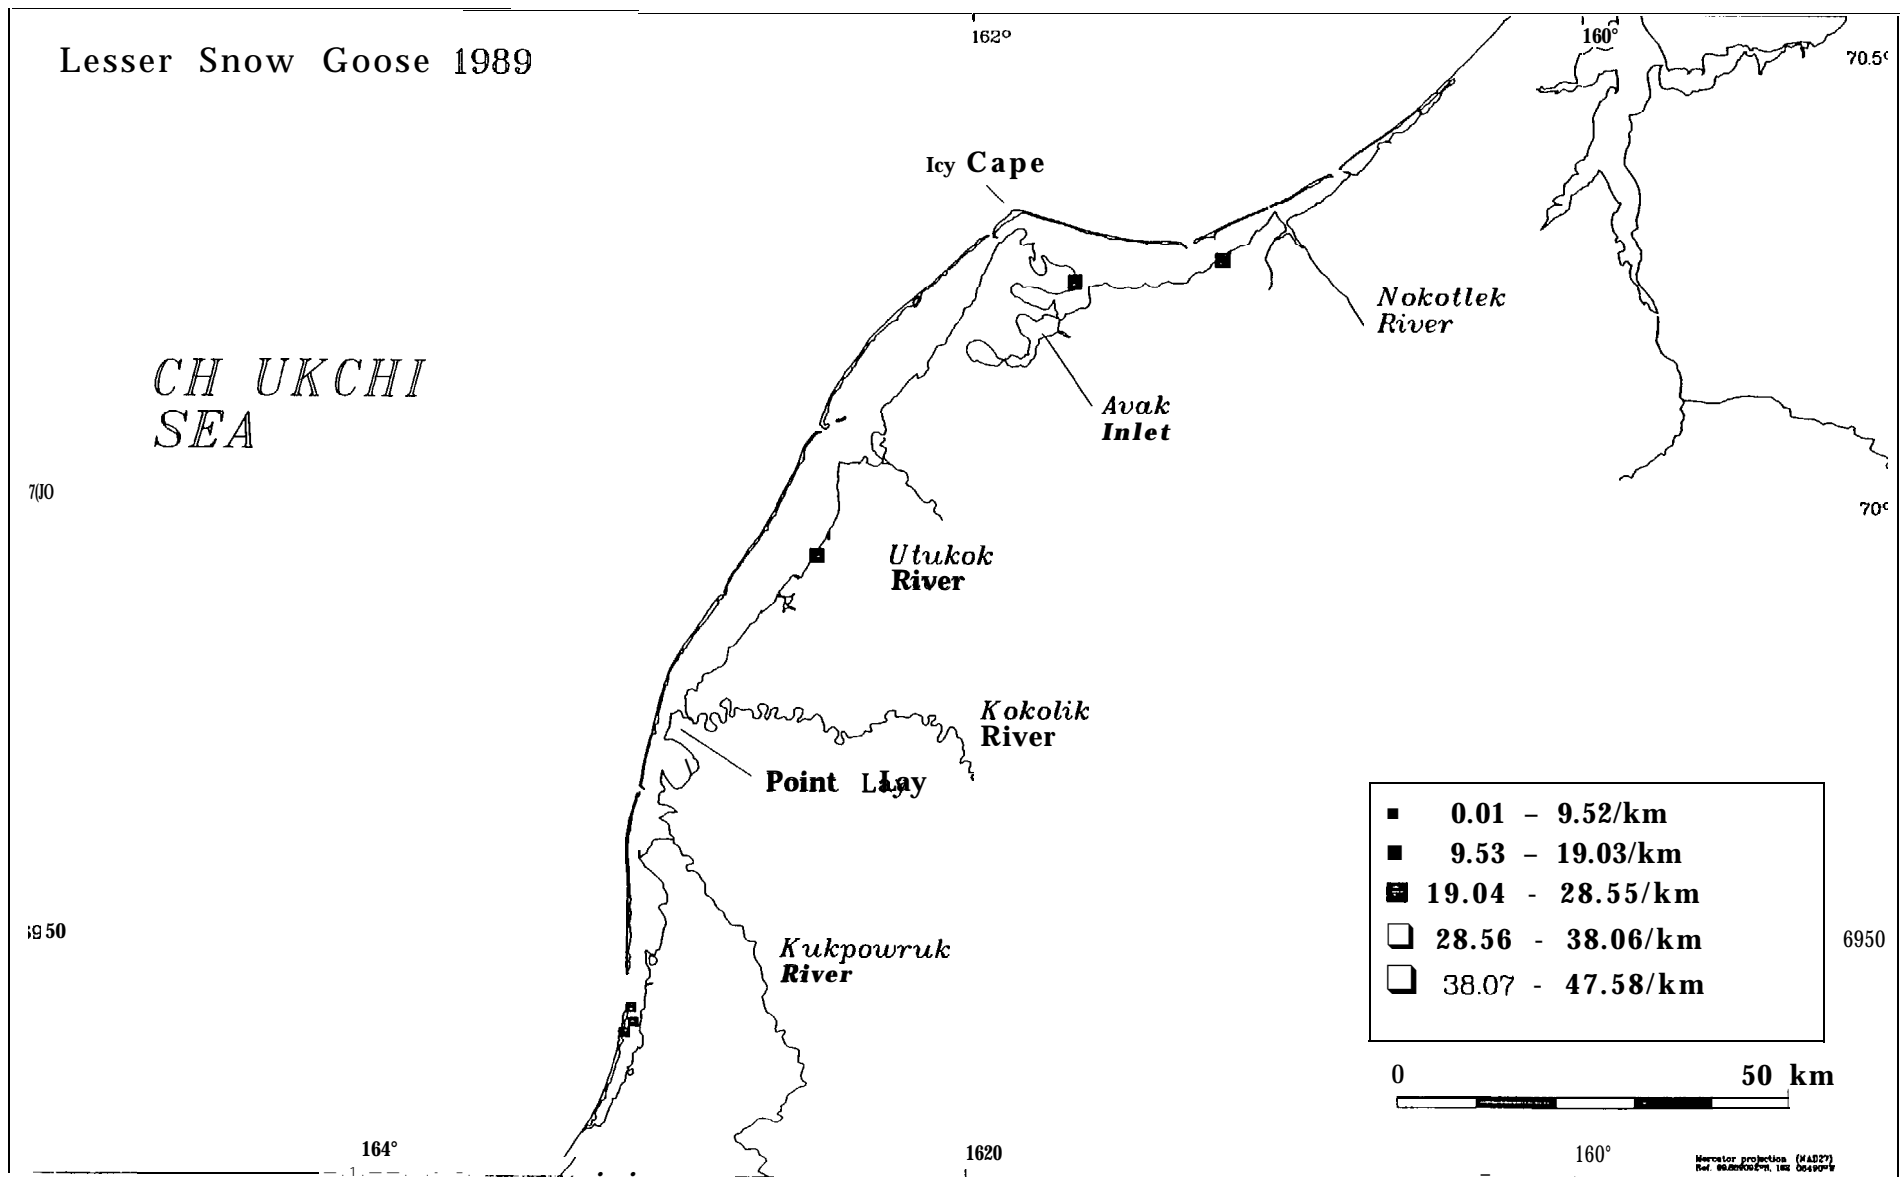 Lesser Snow Goose 1989
162°
160°
70.5°
Icy Cape
Nokotlek
River
CH UKCHI
SEA
Avak
Inlet
7(JO
70°
Utukok
River
Kokolik
River
Point Lay
0.01 – 9.52/km
9.53 – 19.03/km
19.04 - 28.55/km
28.56 - 38.06/km
38.07 - 47.58/km
6950
6950
Kukpowruk
River
0 50 km
164°
1620
160°
Mercator projection (NAD27)